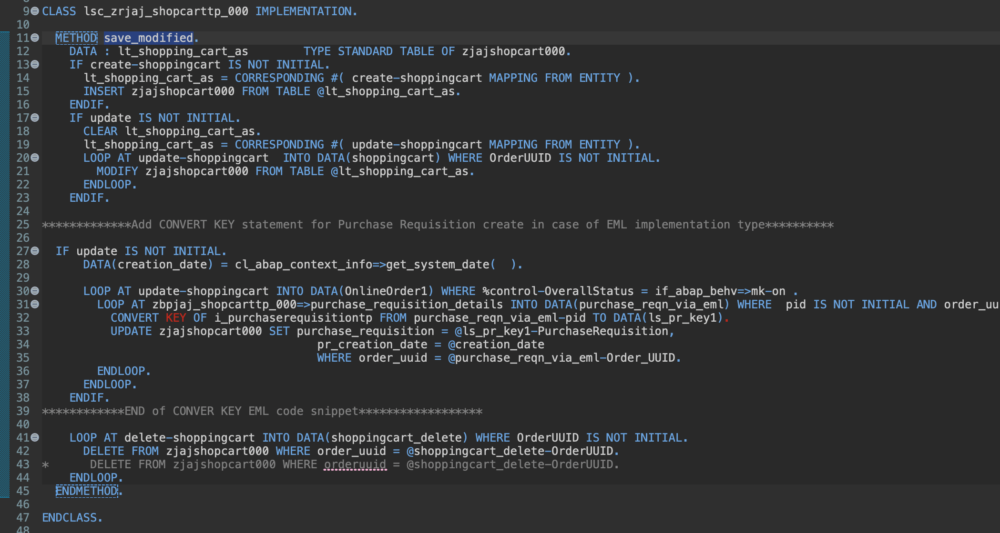 9 CLASS lsc_zrjaj_shopcarttp_000 IMPLEMENTATION.
10
11 METHOD save_modified.
12 DATA : lt_shopping_cart_as        TYPE STANDARD TABLE OF zjajshopcart000.
13 IF create-shoppingcart IS NOT INITIAL.
14 lt_shopping_cart_as = CORRESPONDING #( create-shoppingcart MAPPING FROM ENTITY ).
15 INSERT zjajshopcart000 FROM TABLE @lt_shopping_cart_as.
16 ENDIF.
17 IF update IS NOT INITIAL.
18 CLEAR lt_shopping_cart_as.
19 lt_shopping_cart_as = CORRESPONDING #( update-shoppingcart MAPPING FROM ENTITY ).
20 LOOP AT update-shoppingcart  INTO DATA(shoppingcart) WHERE OrderUUID IS NOT INITIAL.
21 MODIFY zjajshopcart000 FROM TABLE @lt_shopping_cart_as.
22 ENDLOOP.
23 ENDIF.
24
25 *************Add CONVERT KEY statement for Purchase Requisition create in case of EML implementation type**********
26
27 IF update IS NOT INITIAL.
28 DATA(creation_date) = cl_abap_context_info=>get_system_date(  ).
29
30 LOOP AT update-shoppingcart INTO DATA(OnlineOrder1) WHERE %control-OverallStatus = if_abap_behv=>mk-on .
31 LOOP AT zbpjaj_shopcarttp_000=>purchase_requisition_details INTO DATA(purchase_reqn_via_eml) WHERE  pid IS NOT INITIAL AND order_uu
32 CONVERT KEY OF i_purchaserequisitiontp FROM purchase_reqn_via_eml-pid TO DATA(ls_pr_key1).
33 UPDATE zjajshopcart000 SET purchase_requisition = @ls_pr_key1-PurchaseRequisition,
34 pr_creation_date = @creation_date
35 WHERE order_uuid = @purchase_reqn_via_eml-Order_UUID.
36 ENDLOOP.
37 ENDLOOP.
38 ENDIF.
39 ************END of CONVER KEY EML code snippet******************
40
41 LOOP AT delete-shoppingcart INTO DATA(shoppingcart_delete) WHERE OrderUUID IS NOT INITIAL.
42 DELETE FROM zjajshopcart000 WHERE order_uuid = @shoppingcart_delete-OrderUUID.
43 *      DELETE FROM zjajshopcart000 WHERE orderuuid = @shoppingcart_delete-OrderUUID.
44 ENDLOOP.
45 ENDMETHOD.
46
47 ENDCLASS.
48